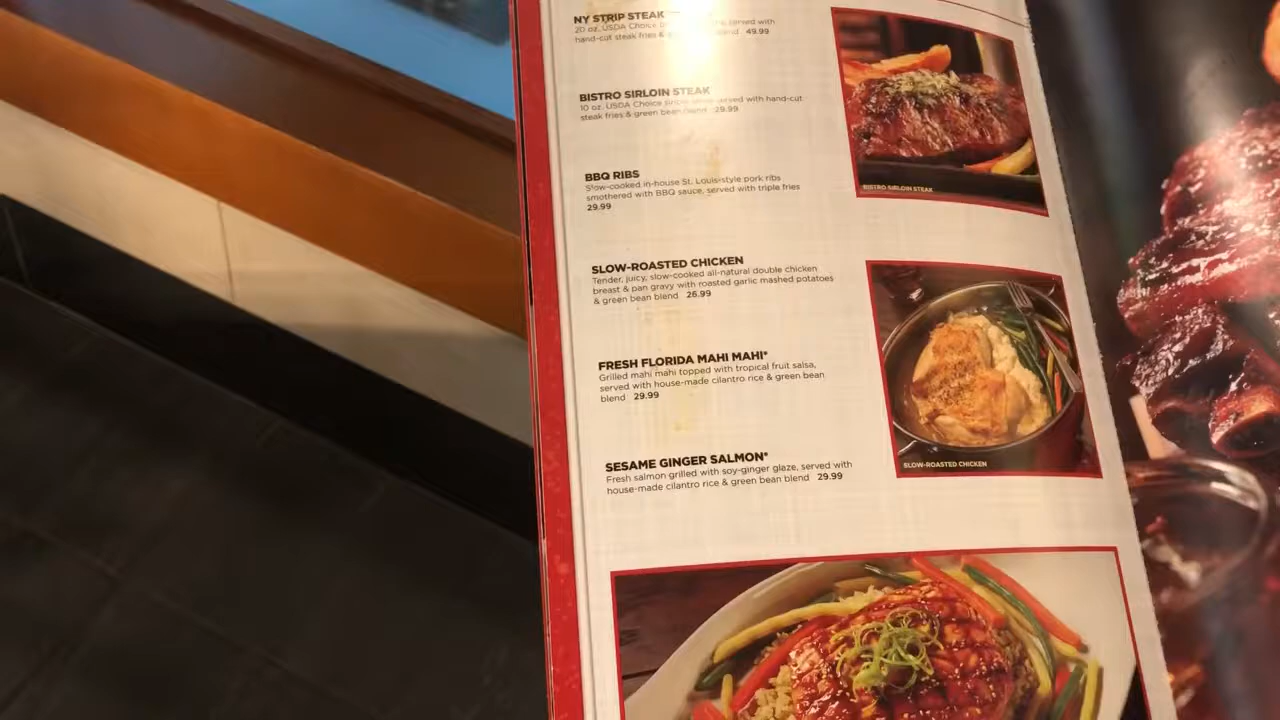 NY STRIP STEAK
20 oz. USDA Choice served with
hand-cut steak fries & blend 49.99
BISTRO SIRLOIN STEAK
10 oz. USDA Choice served with hand-cut
steak fries & green bean blend 29.99
BBQ RIBS
Slow-cooked in-house St. Louis-style pork ribs
smothered with BBQ sauce, served with triple fries
29.99
BISTRO SIRLOIN STEAK
SLOW-ROASTED CHICKEN
Tender, juicy, slow-cooked all-natural double chicken
breast & pan gravy with roasted garlic mashed potatoes
& green bean blend 26.99
FRESH FLORIDA MAHI MAHI*
Grilled mahi mahi topped with tropical fruit salsa,
served with house-made cilantro rice & green bean
blend 29.99
SLOW-ROASTED CHICKEN
SESAME GINGER SALMON*
Fresh salmon grilled with soy-ginger glaze, served with
house-made cilantro rice & green bean blend 29.99